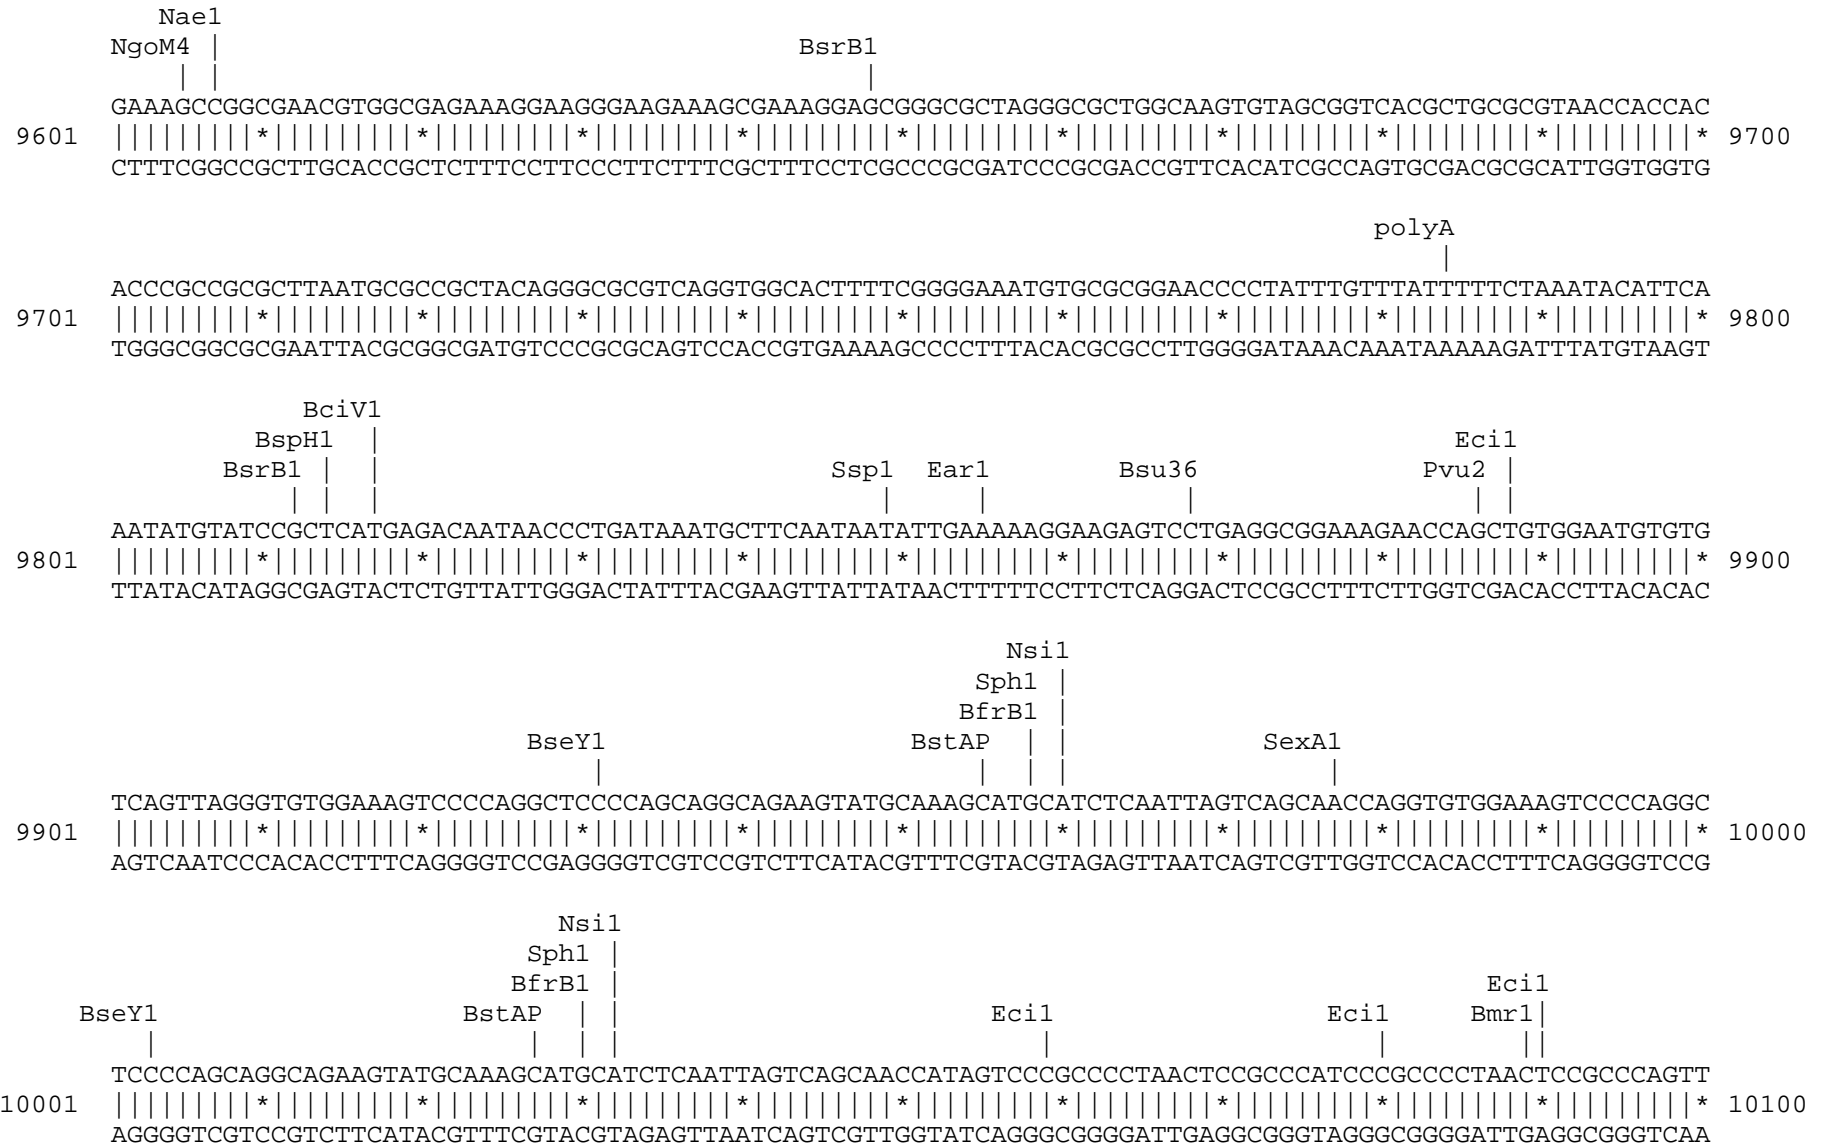 Nae1
NgoM4 | BsrB1
| | |
GAAAGCCGGCGAACGTGGCGAGAAAGGAAGGGAAGAAAGCGAAAGGAGCGGGCGCTAGGGCGCTGGCAAGTGTAGCGGTCACGCTGCGCGTAACCACCAC
9601 |||||||||*|||||||||*|||||||||*|||||||||*|||||||||*|||||||||*|||||||||*|||||||||*|||||||||*|||||||||* 9700
CTTTCGGCCGCTTGCACCGCTCTTTCCTTCCCTTCTTTCGCTTTCCTCGCCCGCGATCCCGCGACCGTTCACATCGCCAGTGCGACGCGCATTGGTGGTG
polyA
|
ACCCGCCGCGCTTAATGCGCCGCTACAGGGCGCGTCAGGTGGCACTTTTCGGGGAAATGTGCGCGGAACCCCTATTTGTTTATTTTTCTAAATACATTCA
9701 |||||||||*|||||||||*|||||||||*|||||||||*|||||||||*|||||||||*|||||||||*|||||||||*|||||||||*|||||||||* 9800
TGGGCGGCGCGAATTACGCGGCGATGTCCCGCGCAGTCCACCGTGAAAAGCCCCTTTACACGCGCCTTGGGGATAAACAAATAAAAAGATTTATGTAAGT
BciV1
BspH1 | Eci1
BsrB1 | | Ssp1 Ear1 Bsu36 Pvu2 |
| | | | | | | |
AATATGTATCCGCTCATGAGACAATAACCCTGATAAATGCTTCAATAATATTGAAAAAGGAAGAGTCCTGAGGCGGAAAGAACCAGCTGTGGAATGTGTG
9801 |||||||||*|||||||||*|||||||||*|||||||||*|||||||||*|||||||||*|||||||||*|||||||||*|||||||||*|||||||||* 9900
TTATACATAGGCGAGTACTCTGTTATTGGGACTATTTACGAAGTTATTATAACTTTTTCCTTCTCAGGACTCCGCCTTTCTTGGTCGACACCTTACACAC
Nsi1
Sph1 |
BfrB1 |
BseY1 BstAP | | SexA1
| | | | |
TCAGTTAGGGTGTGGAAAGTCCCCAGGCTCCCCAGCAGGCAGAAGTATGCAAAGCATGCATCTCAATTAGTCAGCAACCAGGTGTGGAAAGTCCCCAGGC
9901 |||||||||*|||||||||*|||||||||*|||||||||*|||||||||*|||||||||*|||||||||*|||||||||*|||||||||*|||||||||* 10000
AGTCAATCCCACACCTTTCAGGGGTCCGAGGGGTCGTCCGTCTTCATACGTTTCGTACGTAGAGTTAATCAGTCGTTGGTCCACACCTTTCAGGGGTCCG
Nsi1
Sph1 |
BfrB1 | Eci1
BseY1 BstAP | | Eci1 Eci1 Bmr1|
| | | | | | ||
TCCCCAGCAGGCAGAAGTATGCAAAGCATGCATCTCAATTAGTCAGCAACCATAGTCCCGCCCCTAACTCCGCCCATCCCGCCCCTAACTCCGCCCAGTT
10001 |||||||||*|||||||||*|||||||||*|||||||||*|||||||||*|||||||||*|||||||||*|||||||||*|||||||||*|||||||||* 10100
AGGGGTCGTCCGTCTTCATACGTTTCGTACGTAGAGTTAATCAGTCGTTGGTATCAGGGCGGGGATTGAGGCGGGTAGGGCGGGGATTGAGGCGGGTCAA